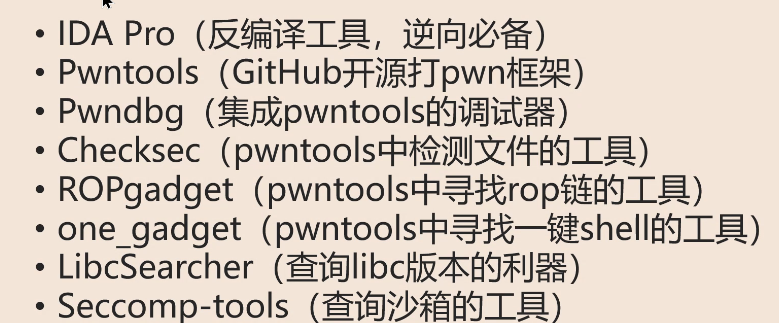 • IDA Pro（反编译工具，逆向必备）
• Pwntools（GitHub开源打pwn框架）
• Pwndbg（集成pwntools的调试器）
• Checksec（pwntools中检测文件的工具）
• ROPgadget（pwntools中寻找rop链的工具）
• one_gadget（pwntools中寻找一键shell的工具）
• LibcSearcher（查询libc版本的利器）
• Seccomp-tools（查询沙箱的工具）